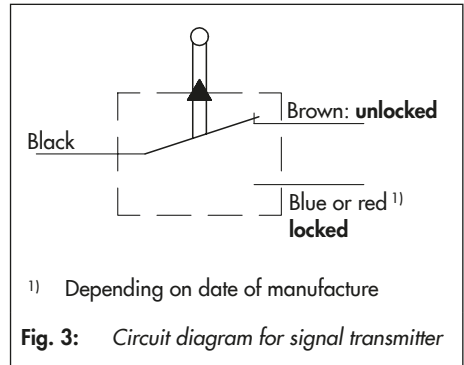 Black
Brown: unlocked
Blue or red 1)
locked
1) Depending on date of manufacture
Fig. 3: Circuit diagram for signal transmitter